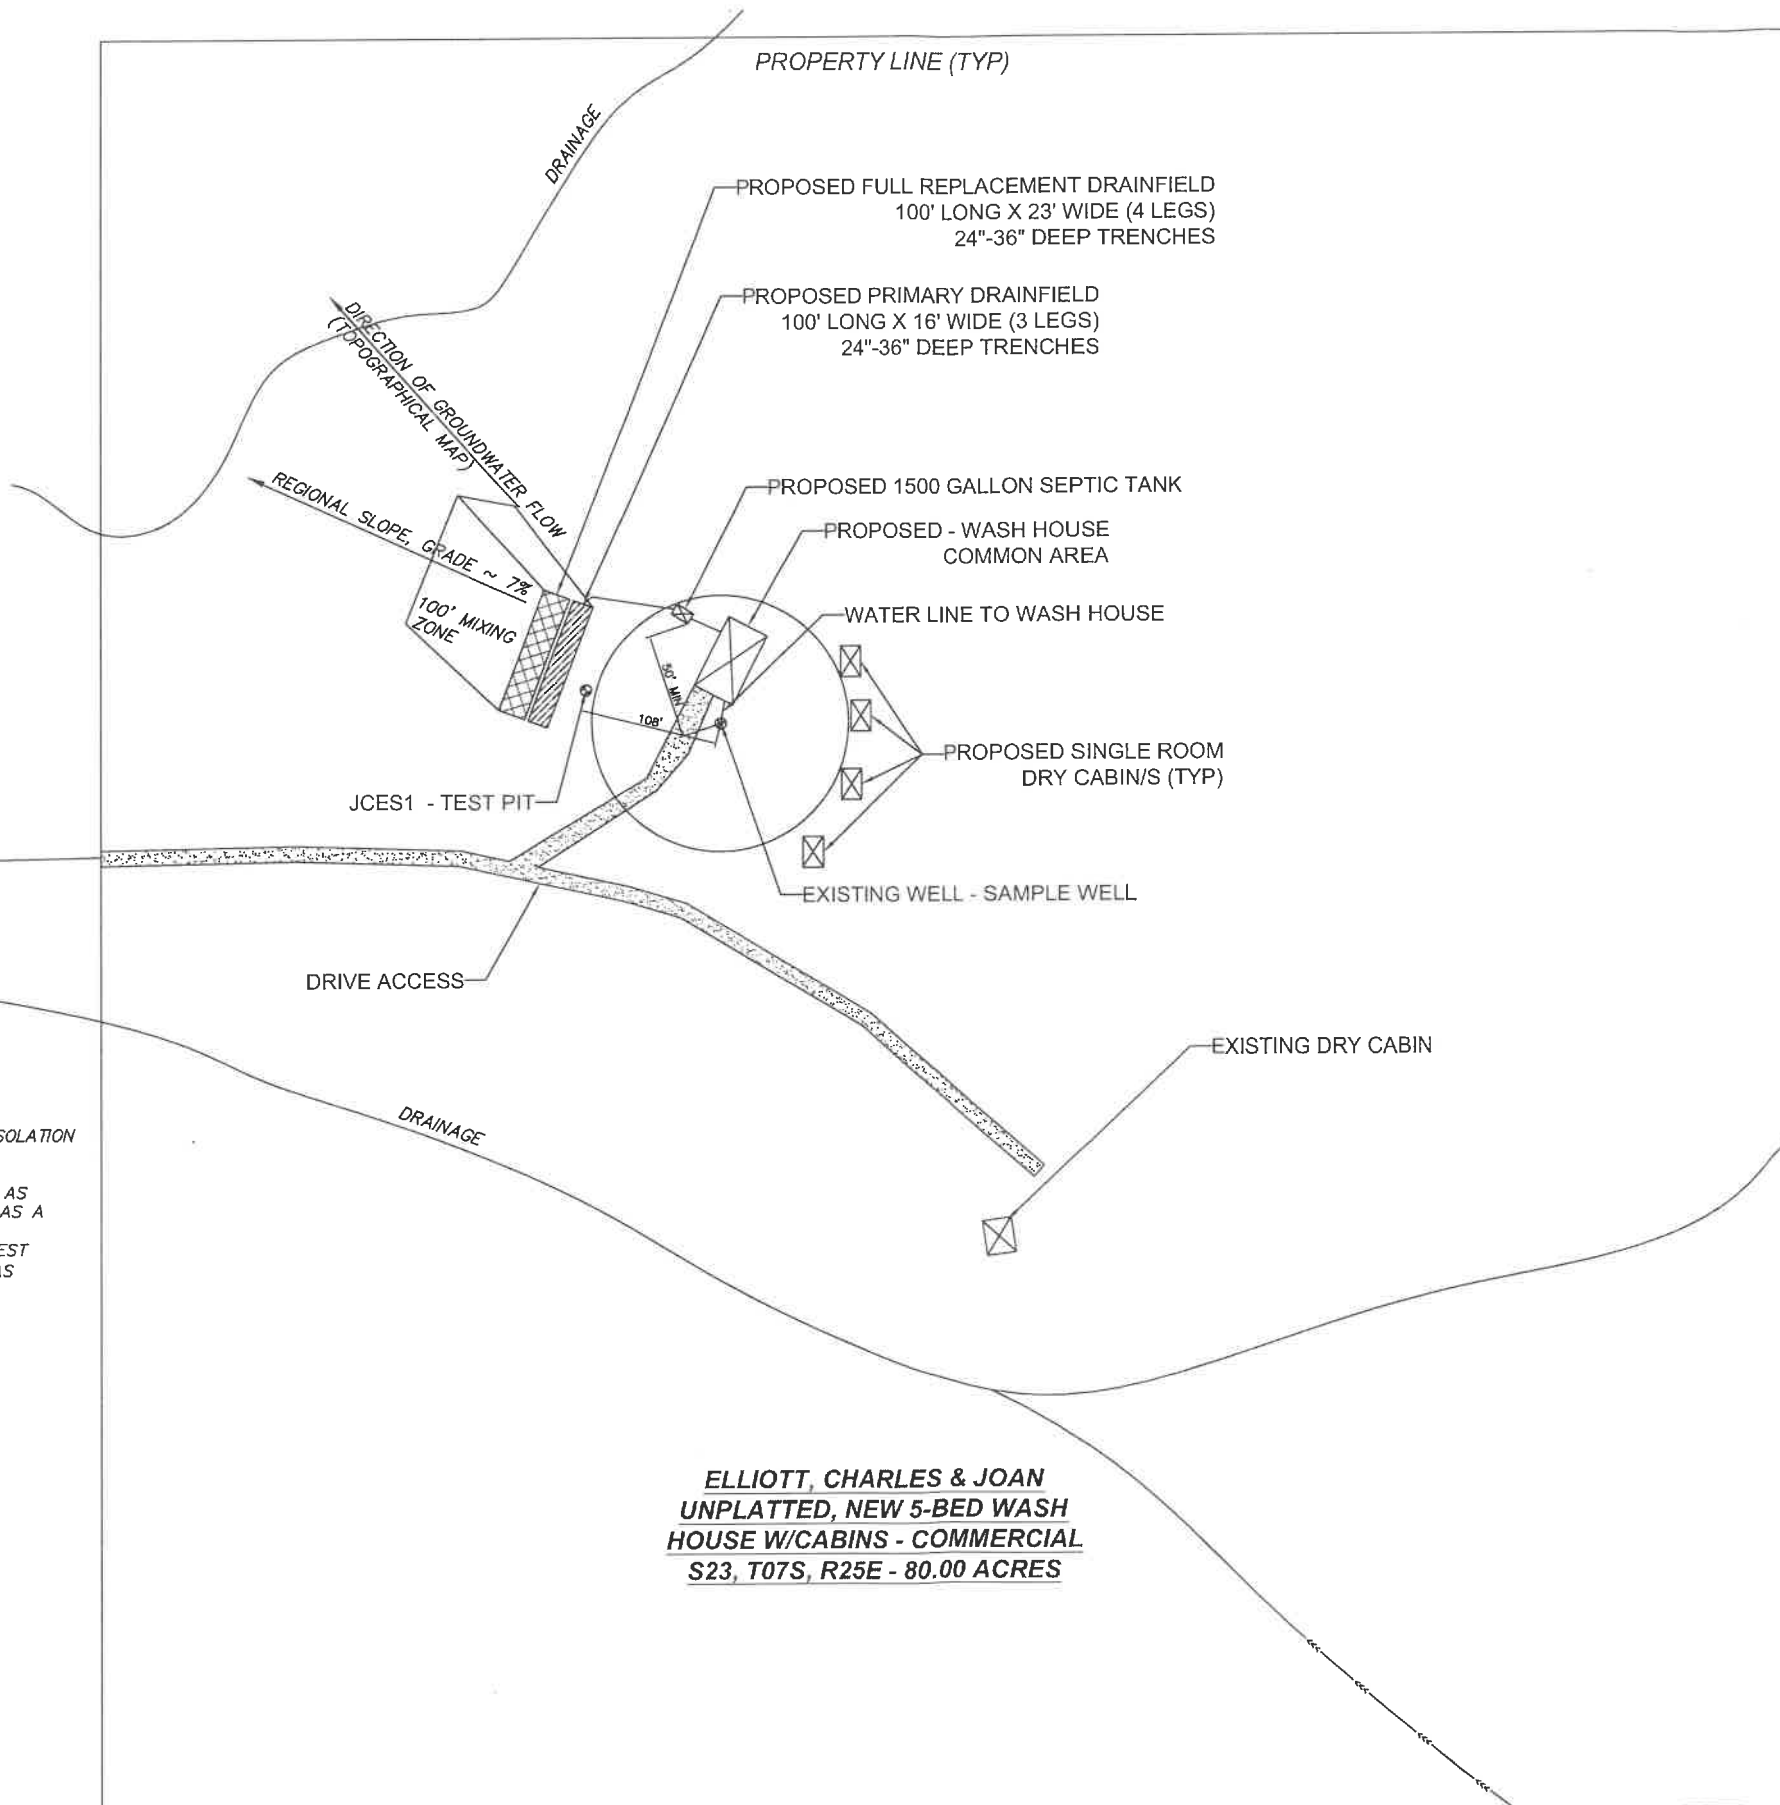 PROPERTY LINE (TYP)
DRAINAGE
PROPOSED FULL REPLACEMENT DRAINFIELD
100' LONG X 23' WIDE (4 LEGS)
24"-36" DEEP TRENCHES
PROPOSED PRIMARY DRAINFIELD
100' LONG X 16' WIDE (3 LEGS)
24"-36" DEEP TRENCHES
DIRECTION OF GROUNDWATER FLOW
(TOPOGRAPHICAL MAP)
REGIONAL SLOPE, GRADE ~ 7%
PROPOSED 1500 GALLON SEPTIC TANK
PROPOSED - WASH HOUSE
COMMON AREA
100' MIXING
ZONE
WATER LINE TO WASH HOUSE
50' MIN
108'
PROPOSED SINGLE ROOM
DRY CABIN/S (TYP)
JCES1 - TEST PIT
EXISTING WELL - SAMPLE WELL
DRIVE ACCESS
EXISTING DRY CABIN
DRAINAGE
SOLATION
AS
AS A
EST
AS
ELLIOTT, CHARLES & JOAN
UNPLATTED, NEW 5-BED WASH
HOUSE W/CABINS - COMMERCIAL
S23, T07S, R25E - 80.00 ACRES